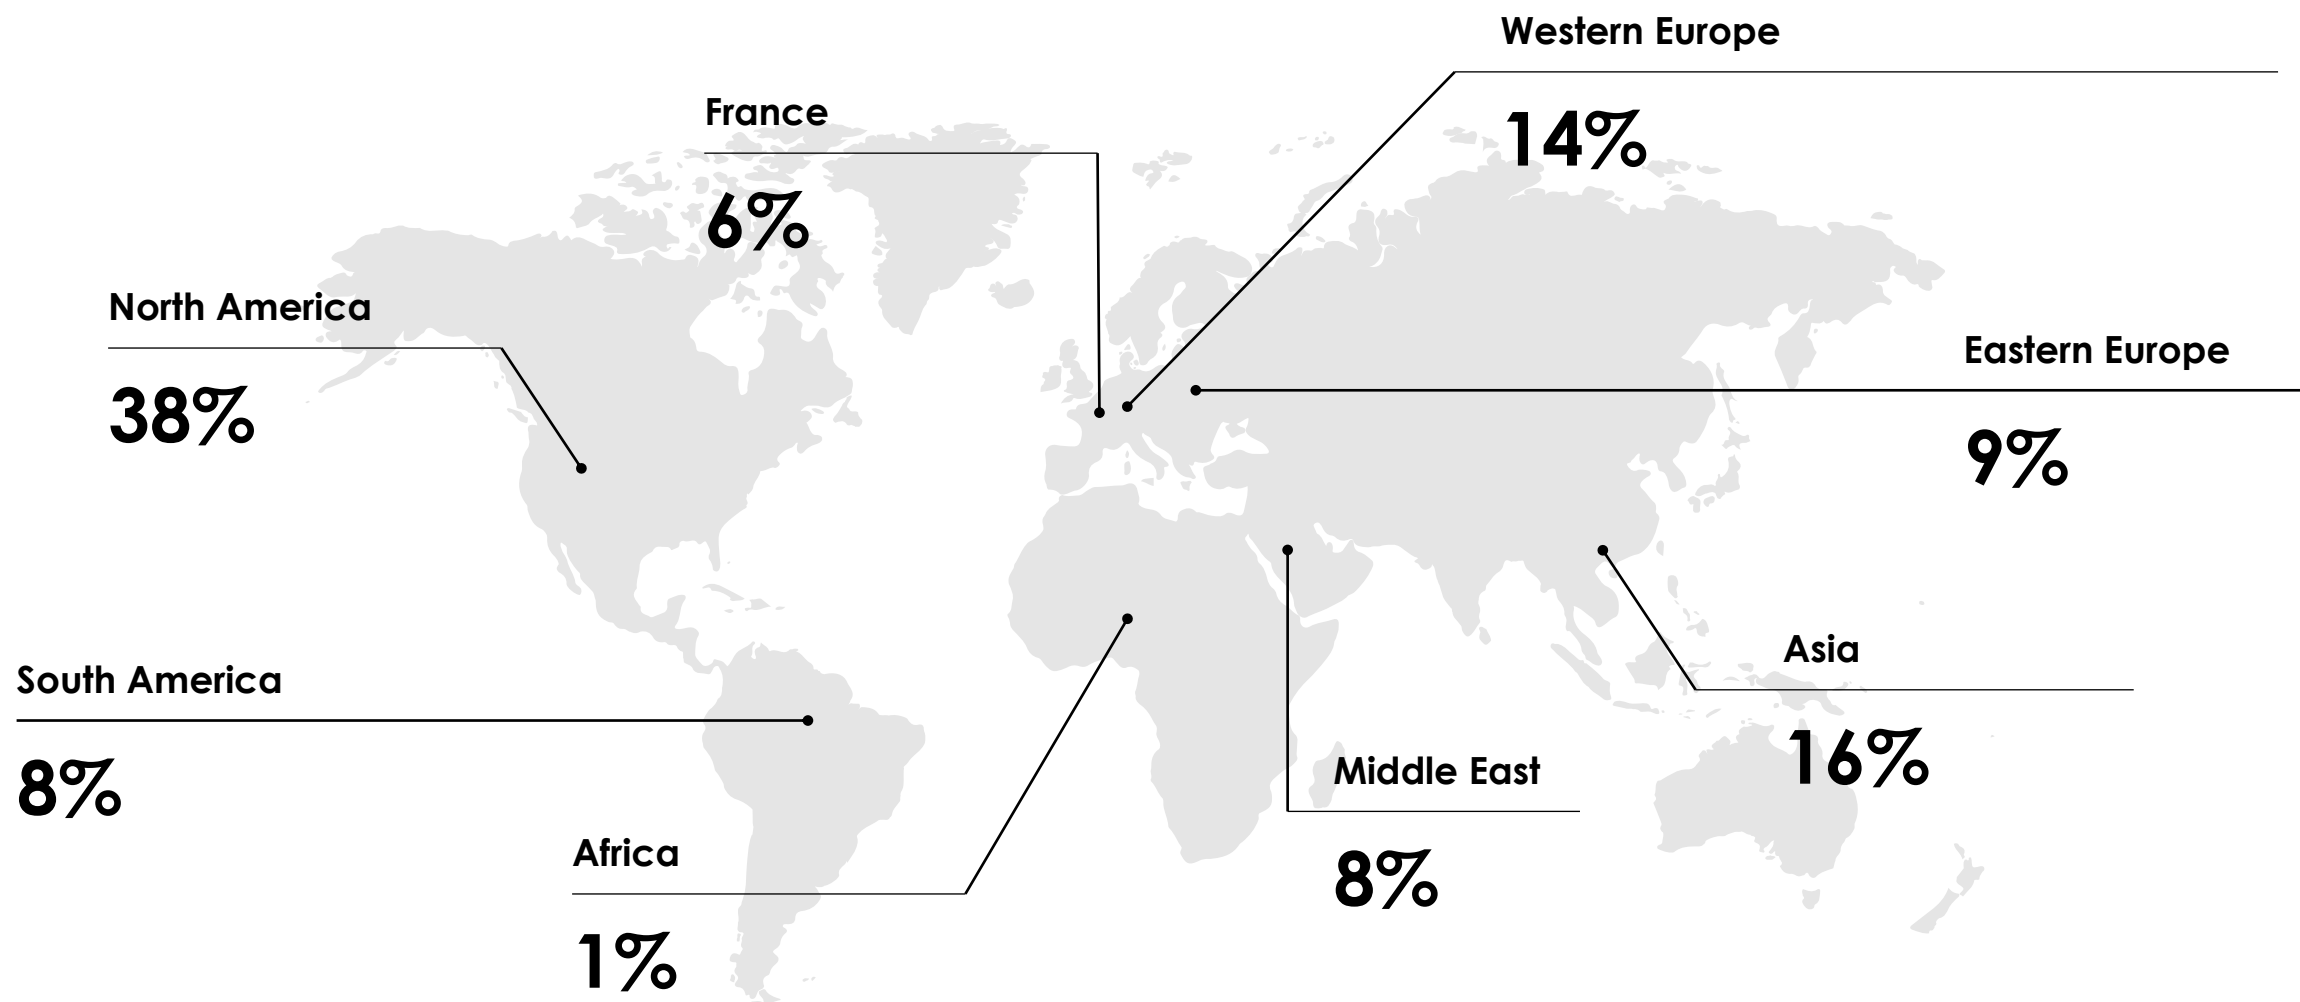 Western Europe
14%
France
6%
North America
38%
Eastern Europe
9%
South America
8%
Asia
16%
Middle East
8%
Africa
1%